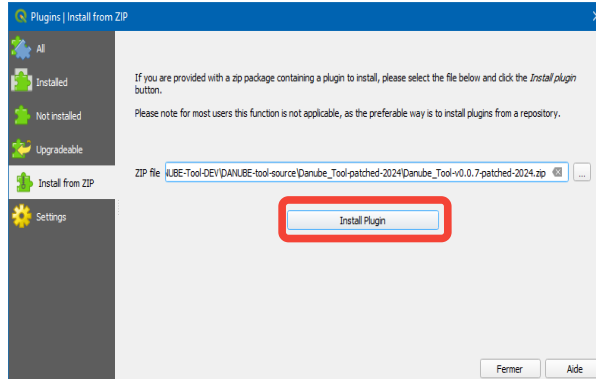 Plugins | Install from ZIP
All
Installed
Not installed
Upgradeable
Install from ZIP
Settings
If you are provided with a zip package containing a plugin to install, please select the file below and click the Install plugin
button.
Please note for most users this function is not applicable, as the preferable way is to install plugins from a repository.
ZIP file
UBE-Tool-DEV\DANUBE-tool-source\Danube_Tool-patched-2024\Danube_Tool-v0.0.7-patched-2024.zip
...
Install Plugin
Fermer
Aide